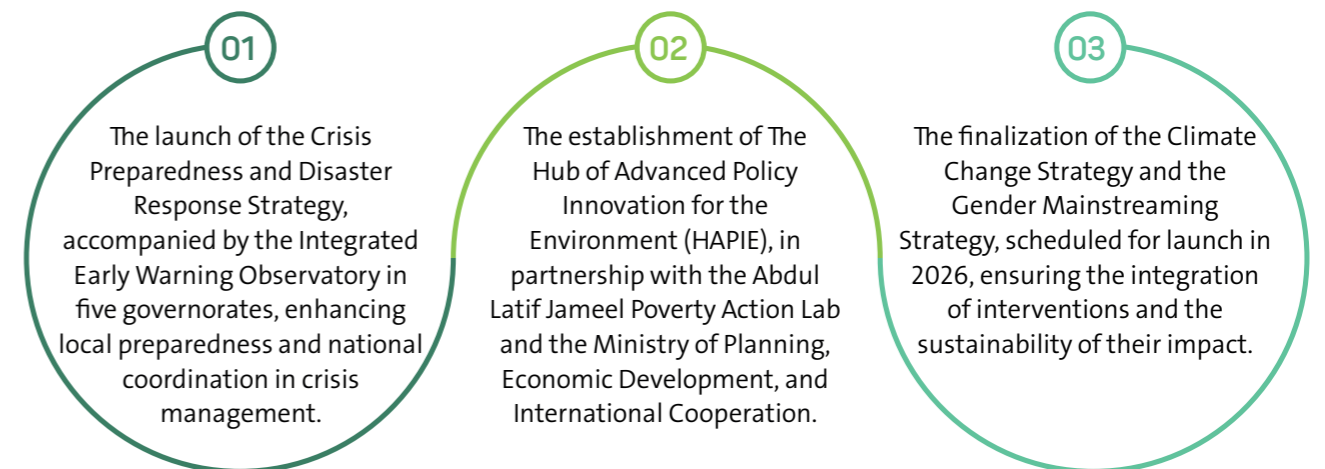 01
The launch of the Crisis
Preparedness and Disaster
Response Strategy,
accompanied by the Integrated
Early Warning Observatory in
five governorates, enhancing
local preparedness and national
coordination in crisis
management.
02
The establishment of The
Hub of Advanced Policy
Innovation for the
Environment (HAPIE), in
partnership with the Abdul
Latif Jameel Poverty Action Lab
and the Ministry of Planning,
Economic Development, and
International Cooperation.
03
The finalization of the Climate
Change Strategy and the
Gender Mainstreaming
Strategy, scheduled for launch in
2026, ensuring the integration
of interventions and the
sustainability of their impact.